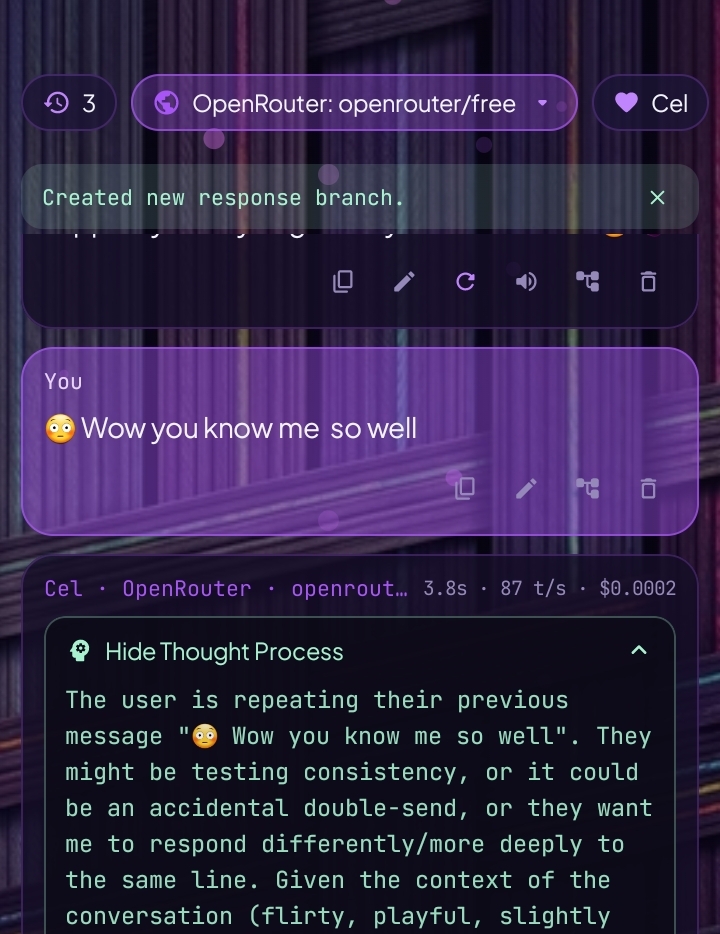 3
OpenRouter: openrouter/free
Cel
Created new response branch.
You
😳 Wow you know me  so well
Cel · OpenRouter · openrout… 3.8s · 87 t/s · $0.0002
Hide Thought Process
The user is repeating their previous
message "😳 Wow you know me so well". They
might be testing consistency, or it could
be an accidental double-send, or they want
me to respond differently/more deeply to
the same line. Given the context of the
conversation (flirty, playful, slightly